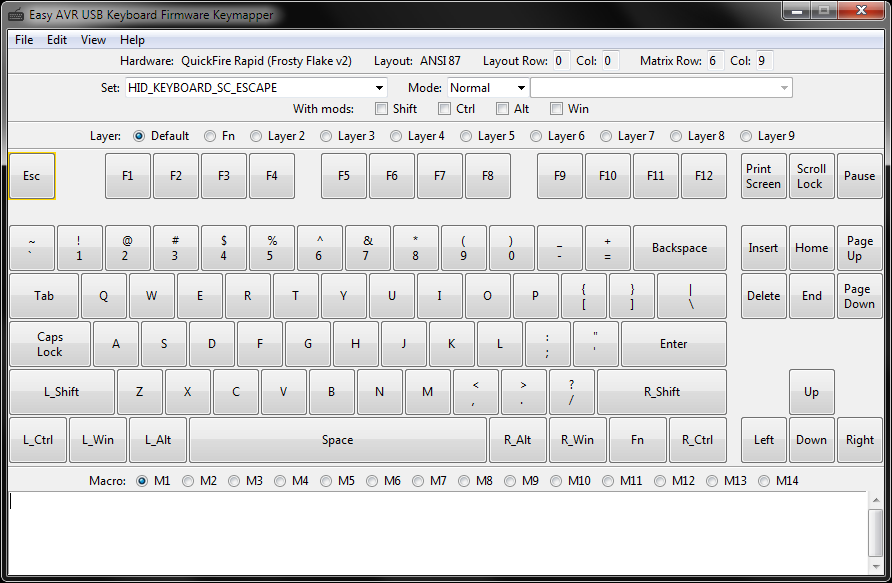 Easy AVR USB Keyboard Firmware Keymapper
File Edit View Help
Hardware: QuickFire Rapid (Frosty Flake v2) Layout: ANSI 87 Layout Row: 0 Col: 0 Matrix Row: 6 Col: 9
Set: HID_KEYBOARD_SC_ESCAPE Mode: Normal
With mods: Shift Ctrl Alt Win
Layer: Default Fn Layer 2 Layer 3 Layer 4 Layer 5 Layer 6 Layer 7 Layer 8 Layer 9
Esc F1 F2 F3 F4 F5 F6 F7 F8 F9 F10 F11 F12 Print Scroll Pause
Screen Lock
~ ! @ # $ % ^ & * ( ) _ + Backspace Insert Home Page
` 1 2 3 4 5 6 7 8 9 0 - = Up
Tab Q W E R T Y U I O P { } | Delete End Page
[ ] \ Down
Caps A S D F G H J K L : " Enter
Lock ; '
L_Shift Z X C V B N M < > ? R_Shift Up
, . /
L_Ctrl L_Win L_Alt Space R_Alt R_Win Fn R_Ctrl Left Down Right
Macro: M1 M2 M3 M4 M5 M6 M7 M8 M9 M10 M11 M12 M13 M14